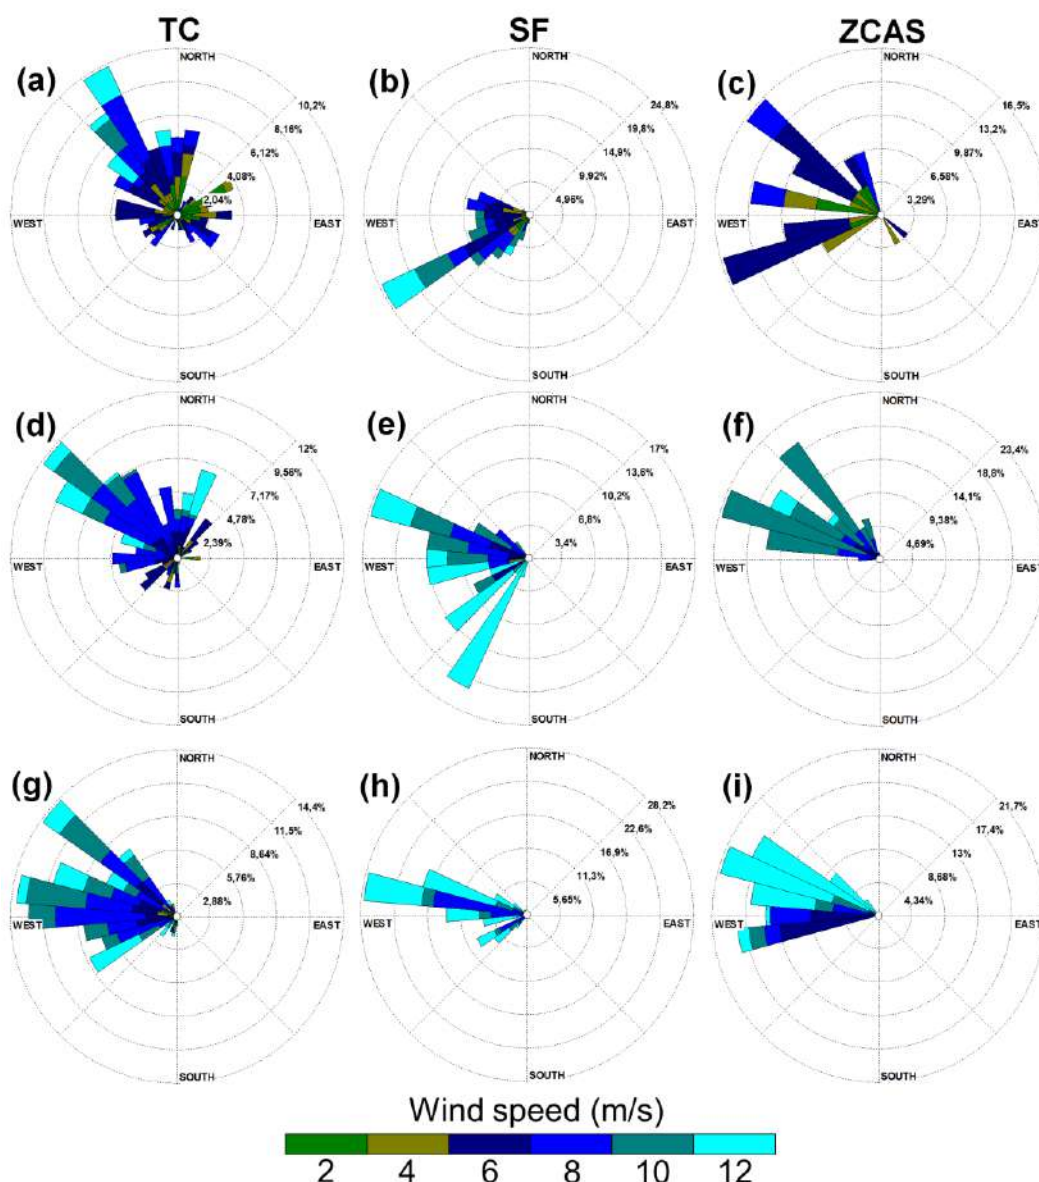 TC SF ZCAS
(a) NORTH (b) NORTH (c) NORTH
10,2% 24,8% 16,5%
8,16% 19,8% 13,2%
6,12% 14,9% 9,87%
4,08% 9,92% 6,58%
2,04% 4,96% 3,29%
WEST EAST WEST EAST WEST EAST
SOUTH SOUTH SOUTH
(d) NORTH (e) NORTH (f) NORTH
12% 17% 23,4%
9,56% 13,6% 18,8%
7,17% 10,2% 14,1%
4,78% 6,8% 9,38%
2,39% 3,4% 4,69%
WEST EAST WEST EAST WEST EAST
SOUTH SOUTH SOUTH
(g) NORTH (h) NORTH (i) NORTH
14,4% 28,2% 21,7%
11,5% 22,6% 17,4%
8,64% 16,9% 13%
5,76% 11,3% 8,68%
2,88% 5,65% 4,34%
WEST EAST WEST EAST WEST EAST
SOUTH SOUTH SOUTH
Wind speed (m/s)
2 4 6 8 10 12